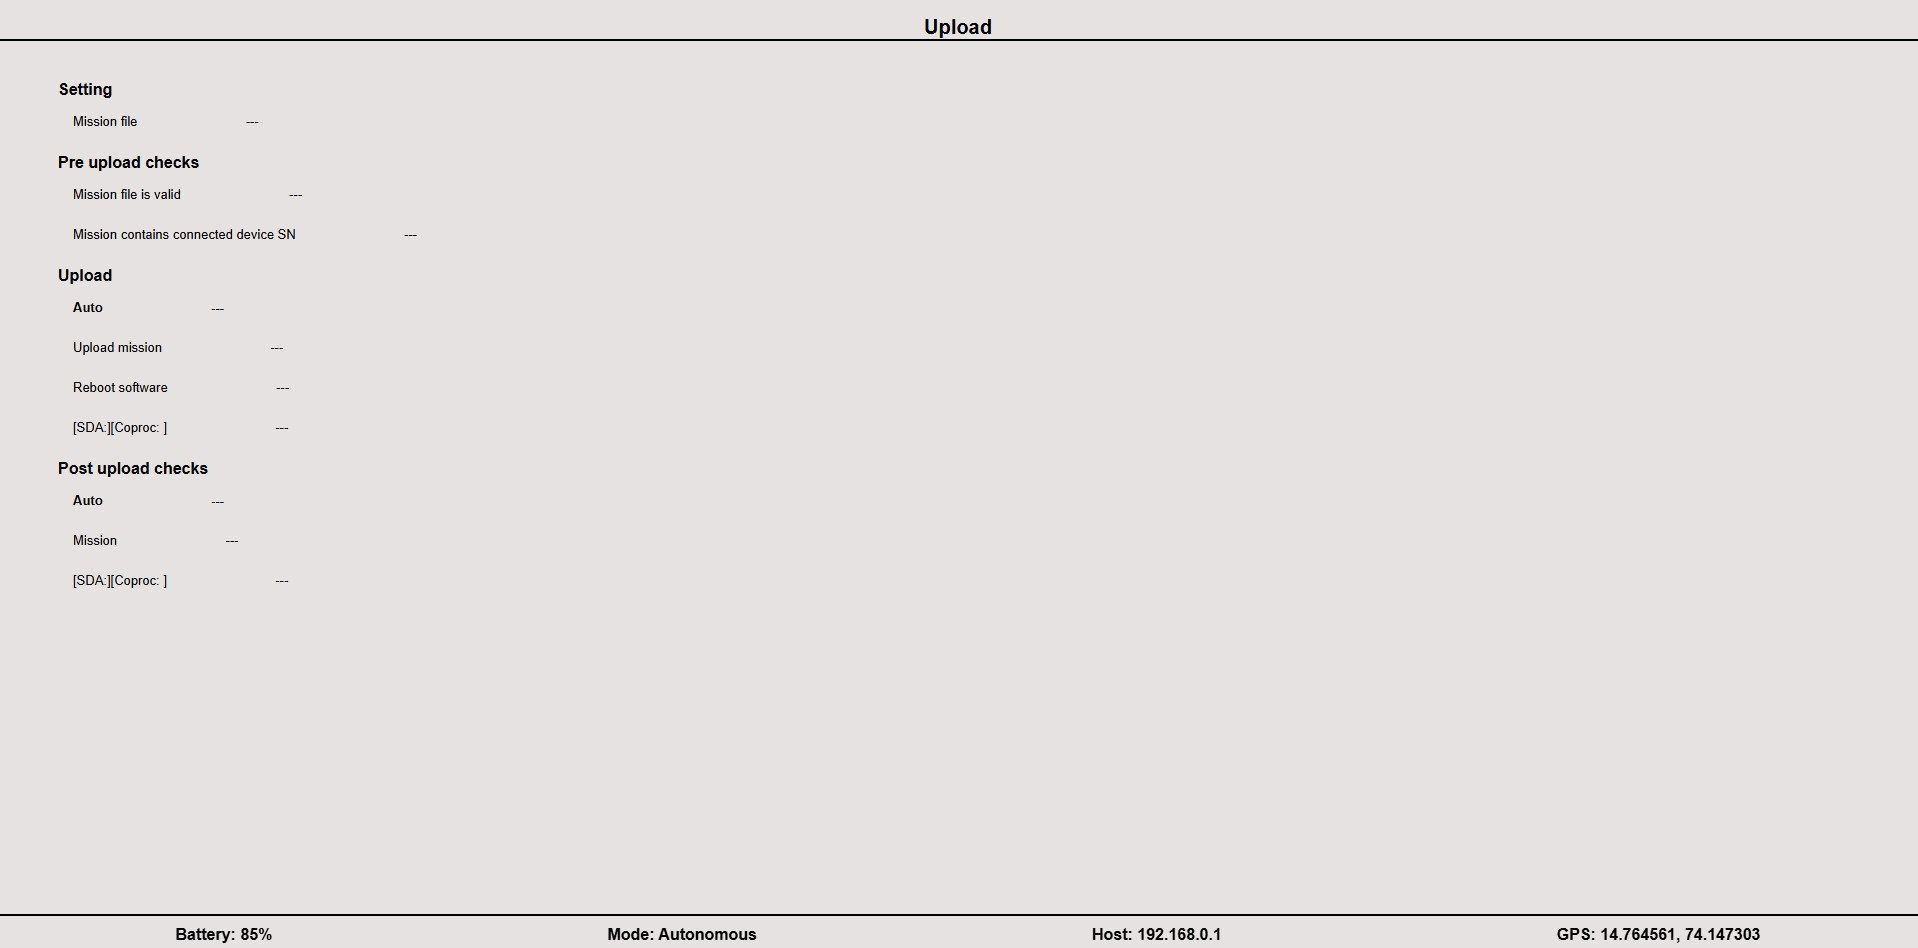 Upload
Setting
Mission file ---
Pre upload checks
Mission file is valid ---
Mission contains connected device SN ---
Upload
Auto ---
Upload mission ---
Reboot software ---
[SDA:][Coproc: ] ---
Post upload checks
Auto ---
Mission ---
[SDA:][Coproc: ] ---
Battery: 85% Mode: Autonomous Host: 192.168.0.1 GPS: 14.764561, 74.147303